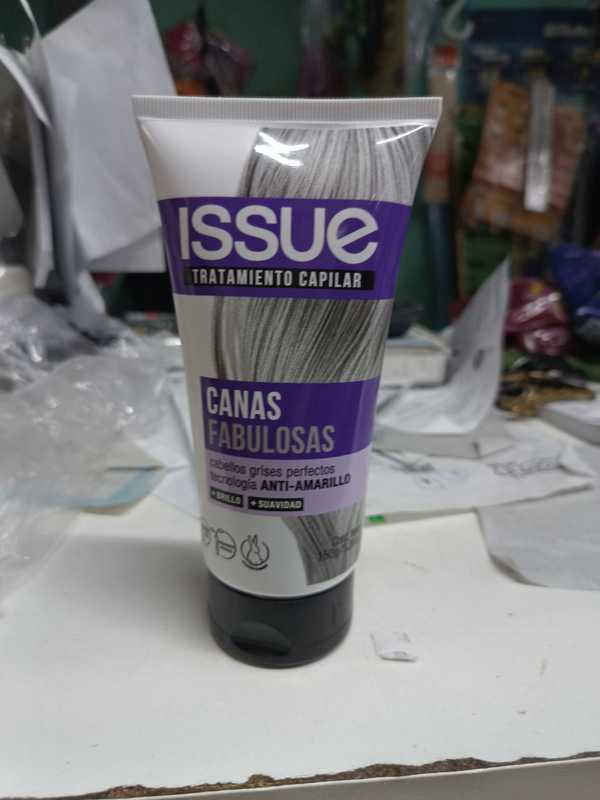 ISSUE
TRATAMIENTO CAPILAR
CANAS
FABULOSAS
cabellos grises perfectos
tecnología ANTI-AMARILLO
+ BRILLO + SUAVIDAD